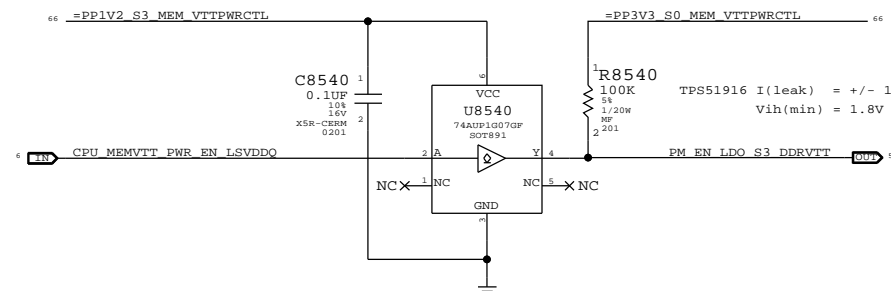 66 =PP1V2_S3_MEM_VTTPWRCTL
=PP3V3_S0_MEM_VTTPWRCTL 66
C8540 1
0.1UF
10%
16V
X5R-CERM 2
0201
6
VCC
U8540
74AUP1G07GF
SOT891
1
R8540
100K
5%
1/20W
MF
2 201
TPS51916 I(leak) = +/- 1
Vih(min) = 1.8V
6 IN CPU_MEMVTT_PWR_EN_LSVDDQ
2 A
Y 4
PM_EN_LDO_S3_DDRVTT OUT
NC 1 NC
NC 5 NC
GND
3